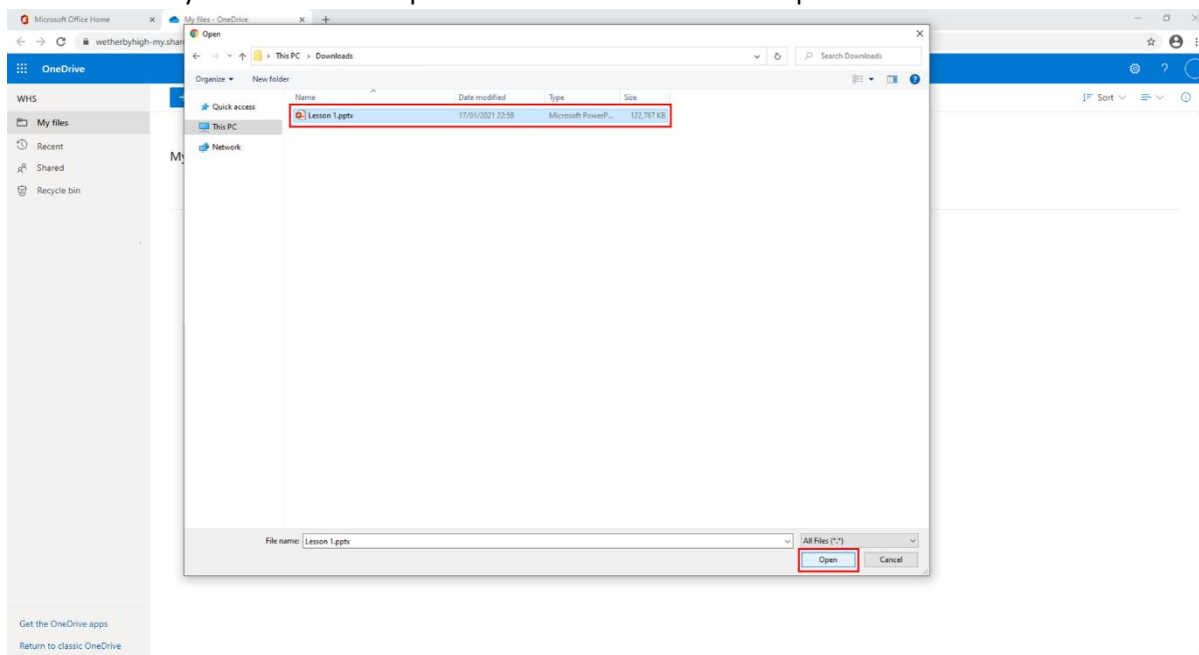 Microsoft Office Home
My files - OneDrive
wetherbyhigh-my.shar
Open
This PC > Downloads
Search Downloads
OneDrive
Organize
New folder
WHS
Sort
Name Date modified Type Size
Quick access
Lesson 1.pptx 17/01/2021 22:58 Microsoft PowerP... 122,787 KB
My files
This PC
Recent
Network
My
Shared
Recycle bin
File name: Lesson 1.pptx
All Files (*.*)
Open Cancel
Get the OneDrive apps
Return to classic OneDrive